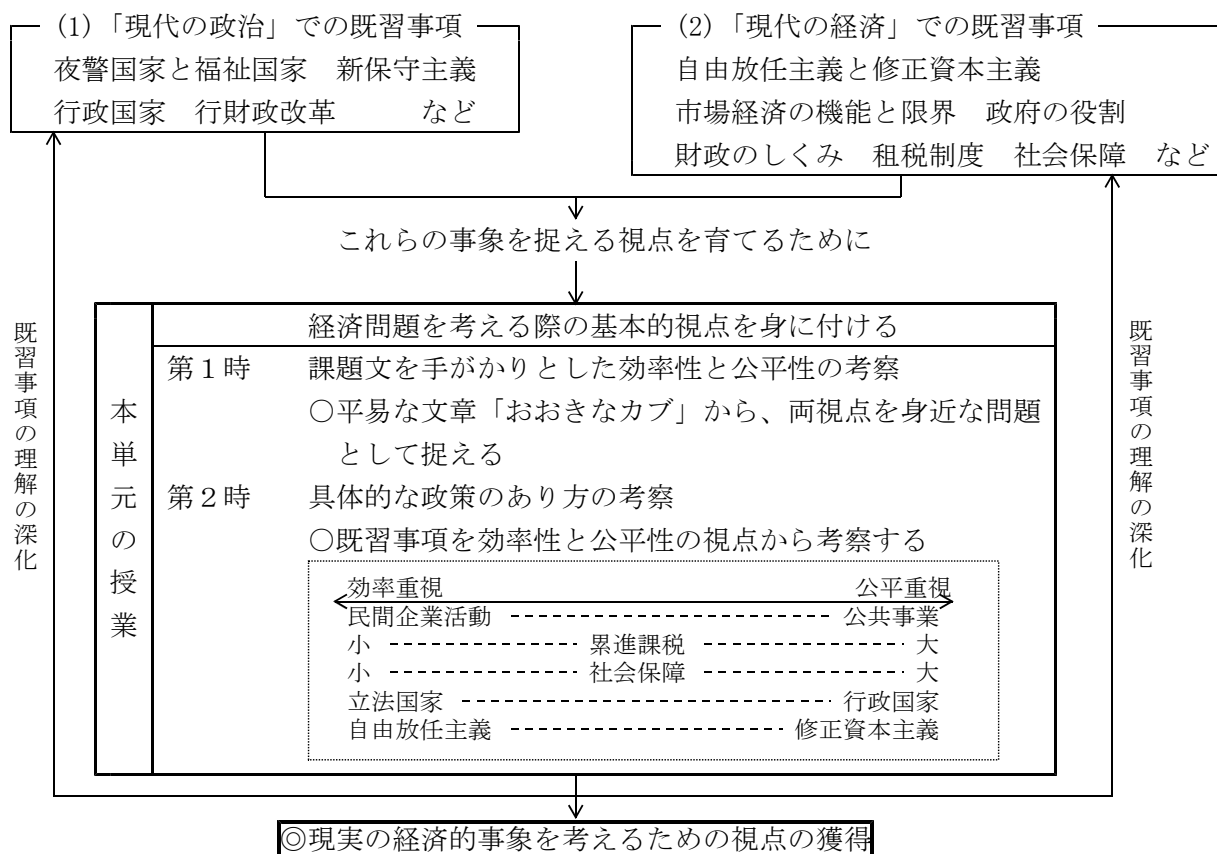 (1)「現代の政治」での既習事項
夜警国家と福祉国家　新保守主義
行政国家　行財政改革　　　など
(2)「現代の経済」での既習事項
自由放任主義と修正資本主義
市場経済の機能と限界　政府の役割
財政のしくみ　租税制度　社会保障　など
これらの事象を捉える視点を育てるために
既習事項の理解の深化
本単元の授業
経済問題を考える際の基本的視点を身に付ける
第１時　課題文を手がかりとした効率性と公平性の考察
○平易な文章「おおきなカブ」から、両視点を身近な問題
として捉える
第２時　具体的な政策のあり方の考察
○既習事項を効率性と公平性の視点から考察する
効率重視　公平重視
民間企業活動 ---------------------- 公共事業
小 -------------- 累進課税 -------------- 大
小 -------------- 社会保障 -------------- 大
立法国家 -------------------------- 行政国家
自由放任主義 ------------------ 修正資本主義
既習事項の理解の深化
◎現実の経済的事象を考えるための視点の獲得